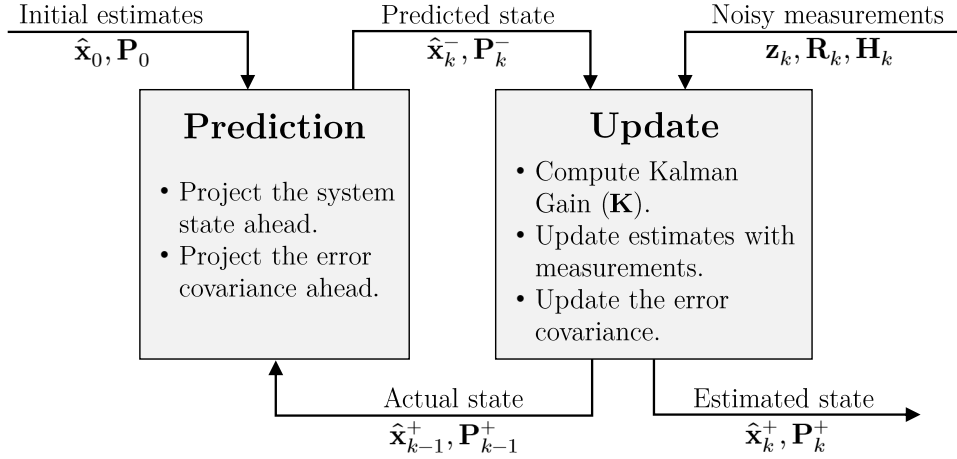 Initial estimates
x̂₀, P₀
Predicted state
x̂ₖ⁻, Pₖ⁻
Noisy measurements
zₖ, Rₖ, Hₖ
Prediction
• Project the system
state ahead.
• Project the error
covariance ahead.
Update
• Compute Kalman
Gain (K).
• Update estimates with
measurements.
• Update the error
covariance.
Actual state
x̂ₖ₋₁⁺, Pₖ₋₁⁺
Estimated state
x̂ₖ⁺, Pₖ⁺